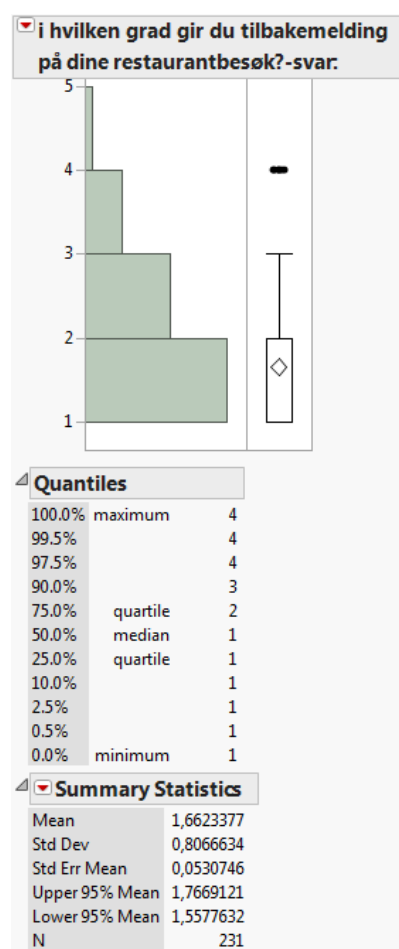 i hvilken grad gir du tilbakemelding
på dine restaurantbesøk?-svar:
5
4
3
2
1
Quantiles
100.0% maximum 4
99.5% 4
97.5% 4
90.0% 3
75.0% quartile 2
50.0% median 1
25.0% quartile 1
10.0% 1
2.5% 1
0.5% 1
0.0% minimum 1
Summary Statistics
Mean 1,6623377
Std Dev 0,8066634
Std Err Mean 0,0530746
Upper 95% Mean 1,7669121
Lower 95% Mean 1,5577632
N 231